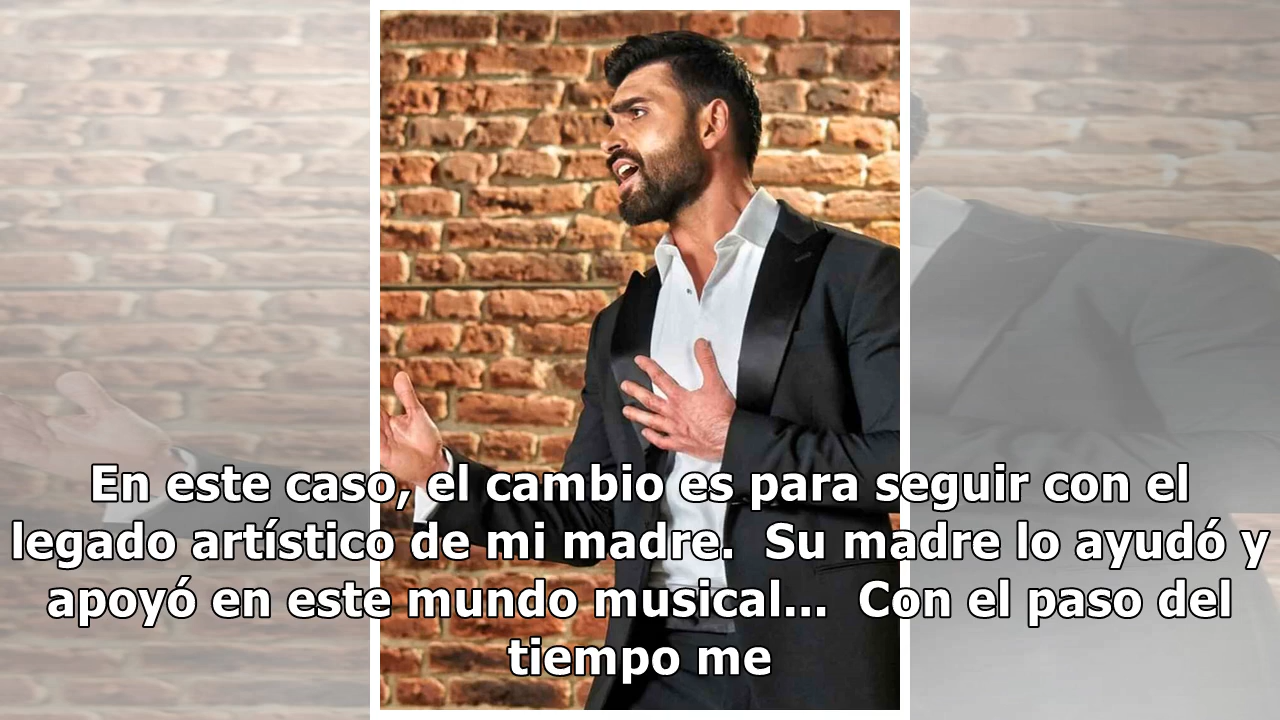 En este caso, el cambio es para seguir con el
legado artístico de mi madre.  Su madre lo ayudó y
apoyó en este mundo musical...  Con el paso del
tiempo me